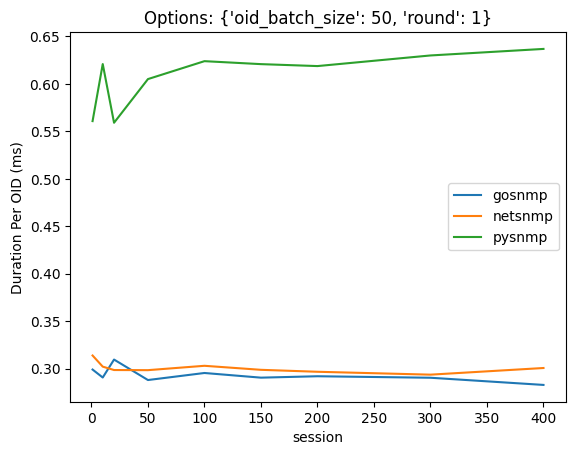 Options: {'oid_batch_size': 50, 'round': 1}
Duration Per OID (ms)
0.65
0.60
0.55
0.50
0.45
0.40
0.35
0.30
gosnmp
netsnmp
pysnmp
0 50 100 150 200 250 300 350 400
session